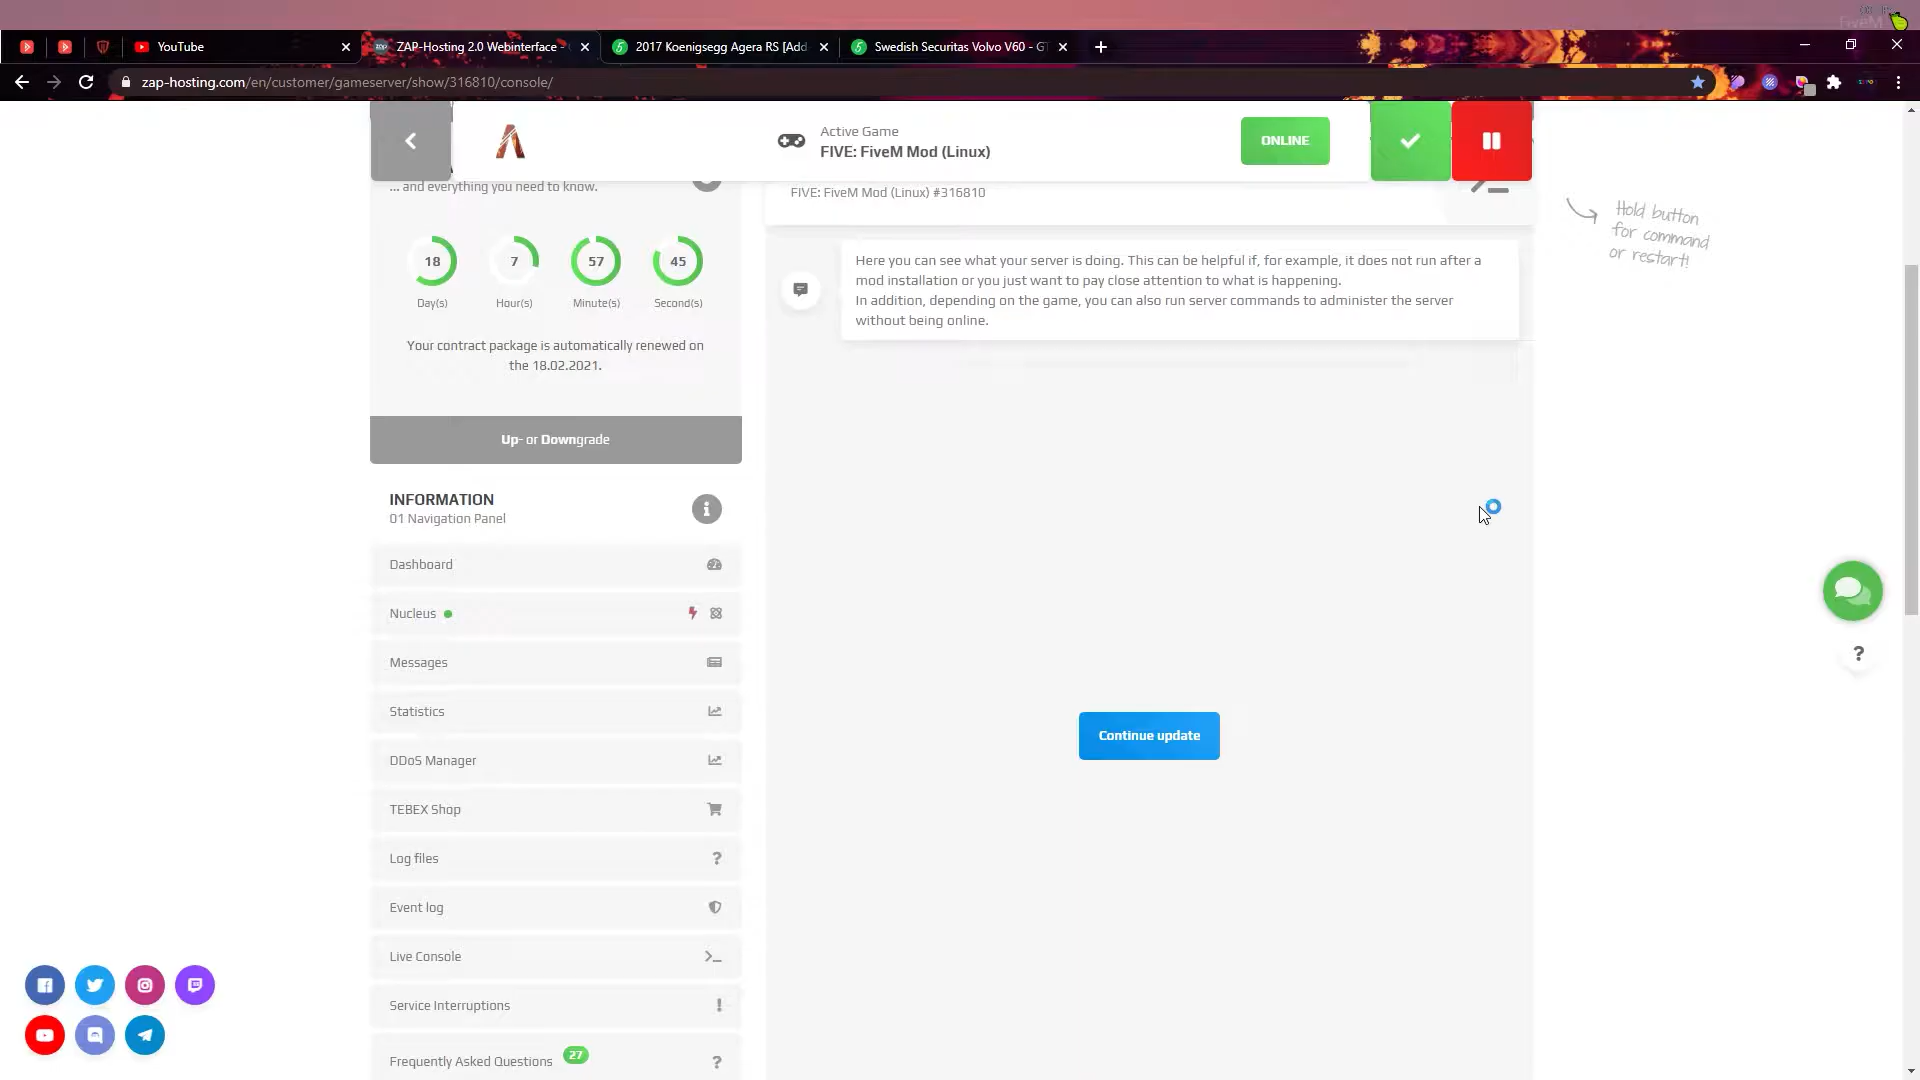 YouTube
ZAP-Hosting 2.0 Webinterface -
2017 Koenigsegg Agera RS [Add
Swedish Securitas Volvo V60 - GT
zap-hosting.com/en/customer/gameserver/show/316810/console/
Active Game
FIVE: FiveM Mod (Linux)
ONLINE
... and everything you need to know.
FIVE: FiveM Mod (Linux) #316810
Hold button
for command
or restart!
18
7
57
45
Day(s)
Hour(s)
Minute(s)
Second(s)
Here you can see what your server is doing. This can be helpful if, for example, it does not run after a
mod installation or you just want to pay close attention to what is happening.
In addition, depending on the game, you can also run server commands to administer the server
without being online.
Your contract package is automatically renewed on
the 18.02.2021.
Up- or Downgrade
INFORMATION
01 Navigation Panel
Dashboard
Nucleus
Messages
Statistics
DDoS Manager
TEBEX Shop
Log files
Event log
Live Console
Service Interruptions
Frequently Asked Questions 27
Continue update